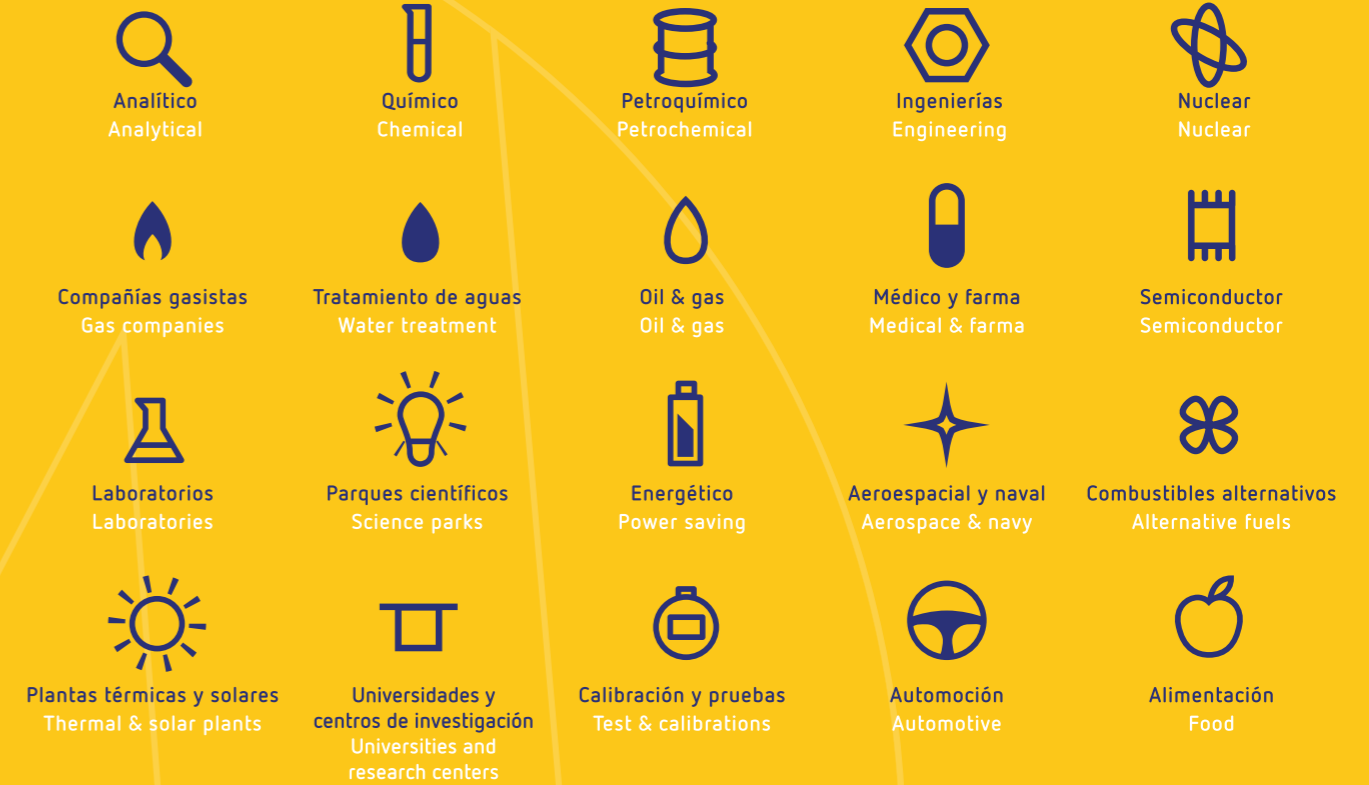 Analítico
Analytical
Químico
Chemical
Petroquímico
Petrochemical
Ingenierías
Engineering
Nuclear
Nuclear
Compañías gasistas
Gas companies
Tratamiento de aguas
Water treatment
Oil & gas
Oil & gas
Médico y farma
Medical & farma
Semiconductor
Semiconductor
Laboratorios
Laboratories
Parques científicos
Science parks
Energético
Power saving
Aeroespacial y naval
Aerospace & navy
Combustibles alternativos
Alternative fuels
Plantas térmicas y solares
Thermal & solar plants
Universidades y
centros de investigación
Universities and
research centers
Calibración y pruebas
Test & calibrations
Automoción
Automotive
Alimentación
Food